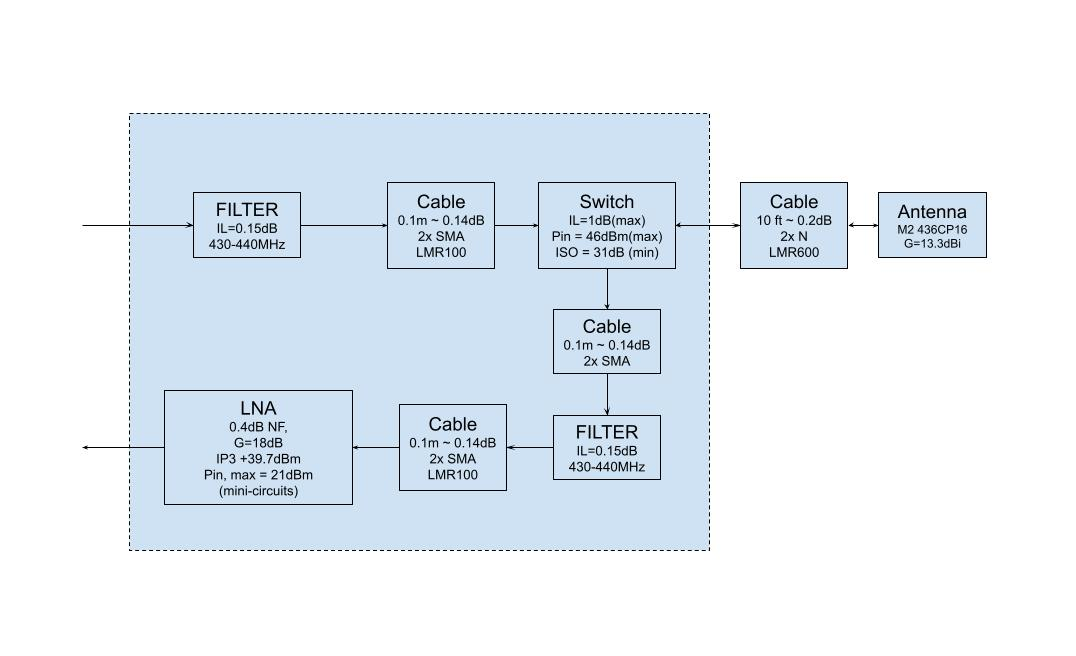 FILTER
IL=0.15dB
430-440MHz
Cable
0.1m ~ 0.14dB
2x SMA
LMR100
Switch
IL=1dB(max)
Pin = 46dBm(max)
ISO = 31dB (min)
Cable
10 ft ~ 0.2dB
2x N
LMR600
Antenna
M2 436CP16
G=13.3dBi
Cable
0.1m ~ 0.14dB
2x SMA
LNA
0.4dB NF,
G=18dB
IP3 +39.7dBm
Pin, max = 21dBm
(mini-circuits)
Cable
0.1m ~ 0.14dB
2x SMA
LMR100
FILTER
IL=0.15dB
430-440MHz